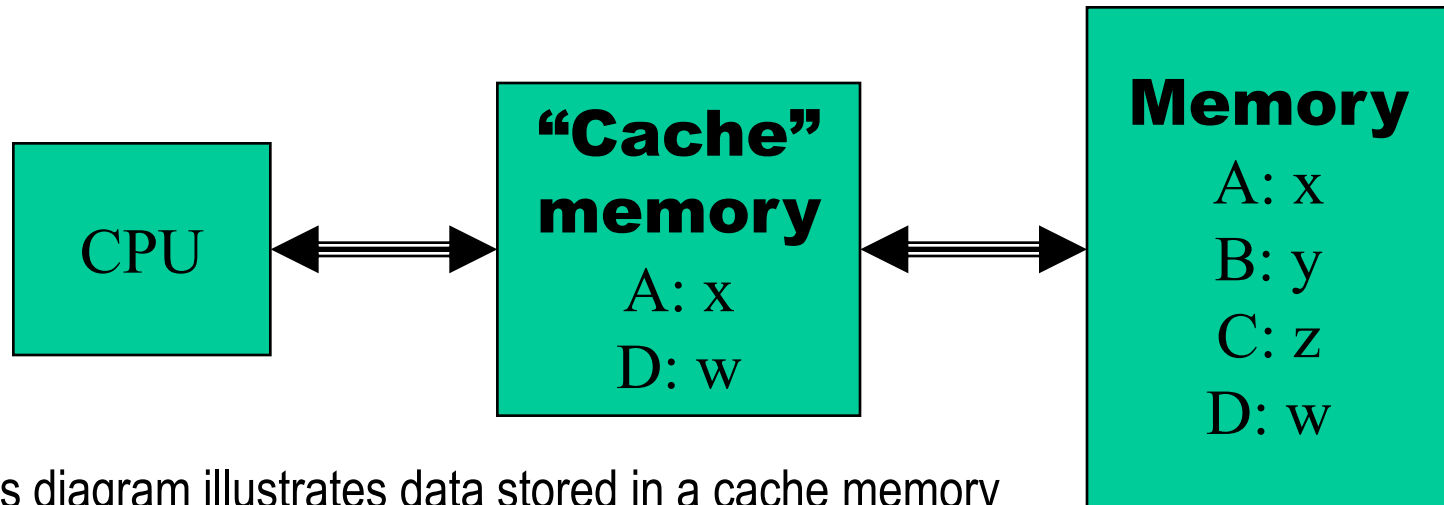 CPU
“Cache”
memory
A: x
D: w
Memory
A: x
B: y
C: z
D: w
diagram illustrates data stored in a cache memory